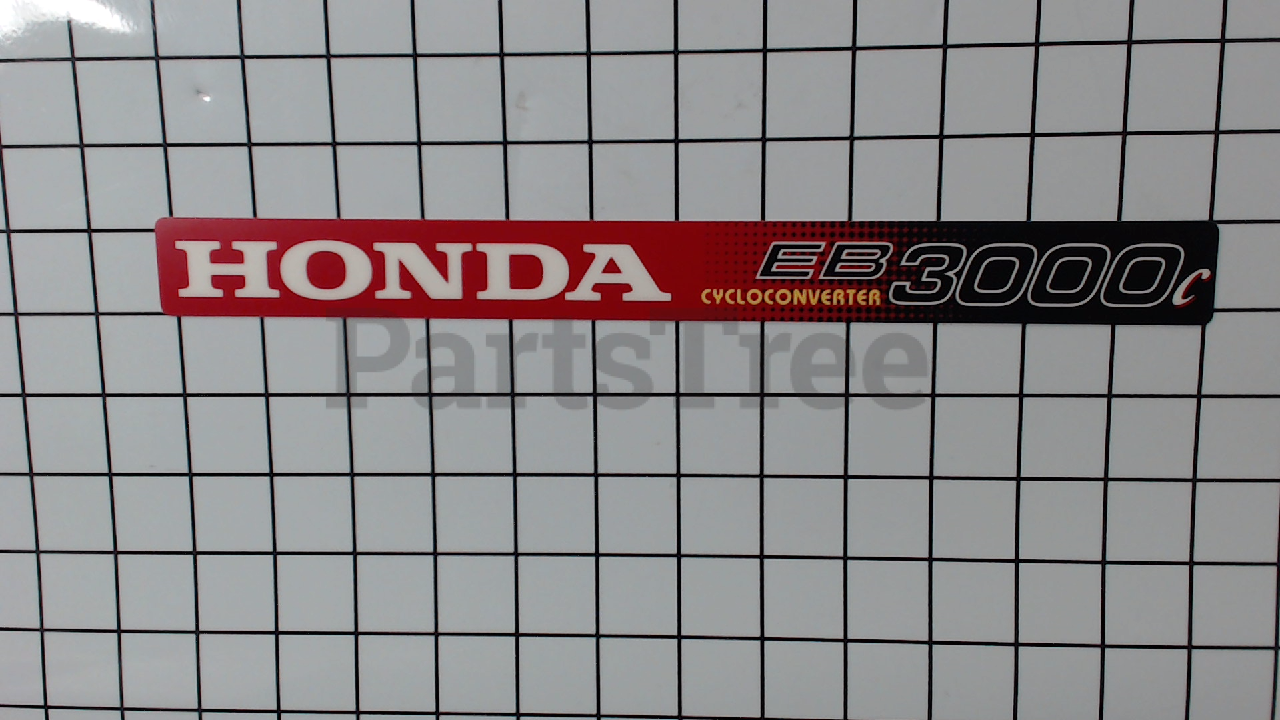 HONDA EB3000c
CYCLOCONVERTER
PartsTree